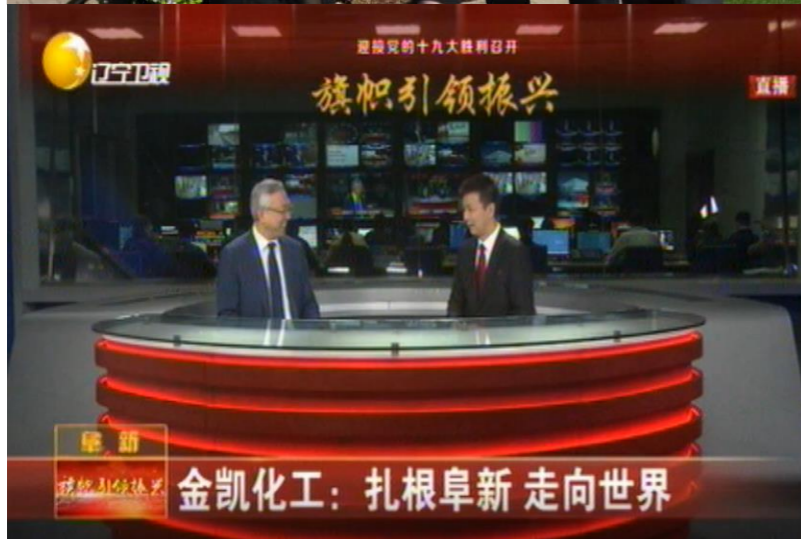 迎接党的十九大胜利召开
辽宁卫视
旗帜引领振兴
直播
阜新
旗帜引领振兴
金凯化工：扎根阜新 走向世界